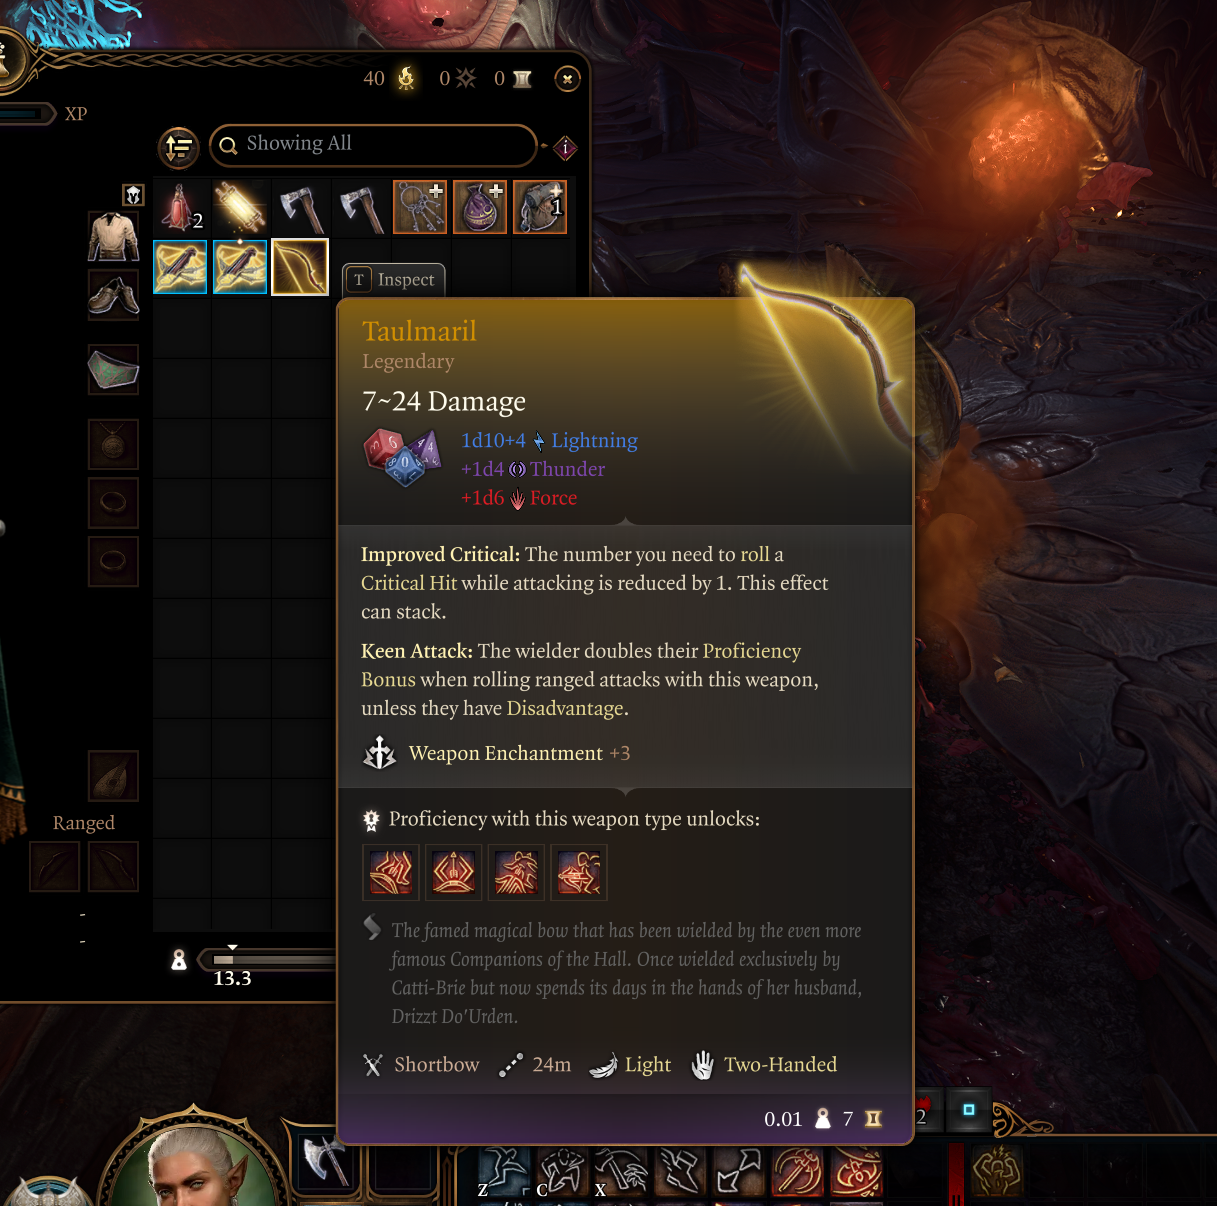 40 0 0
XP
Showing All
2
1
T Inspect
Taulmaril
Legendary
7~24 Damage
1d10+4 Lightning
+1d4 Thunder
+1d6 Force
Improved Critical: The number you need to roll a
Critical Hit while attacking is reduced by 1. This effect
can stack.
Keen Attack: The wielder doubles their Proficiency
Bonus when rolling ranged attacks with this weapon,
unless they have Disadvantage.
Weapon Enchantment +3
Proficiency with this weapon type unlocks:
Ranged
-
-
13.3
The famed magical bow that has been wielded by the even more
famous Companions of the Hall. Once wielded exclusively by
Catti-Brie but now spends its days in the hands of her husband,
Drizzt Do'Urden.
Shortbow 24m Light Two-Handed
0.01 7
2
Z C X